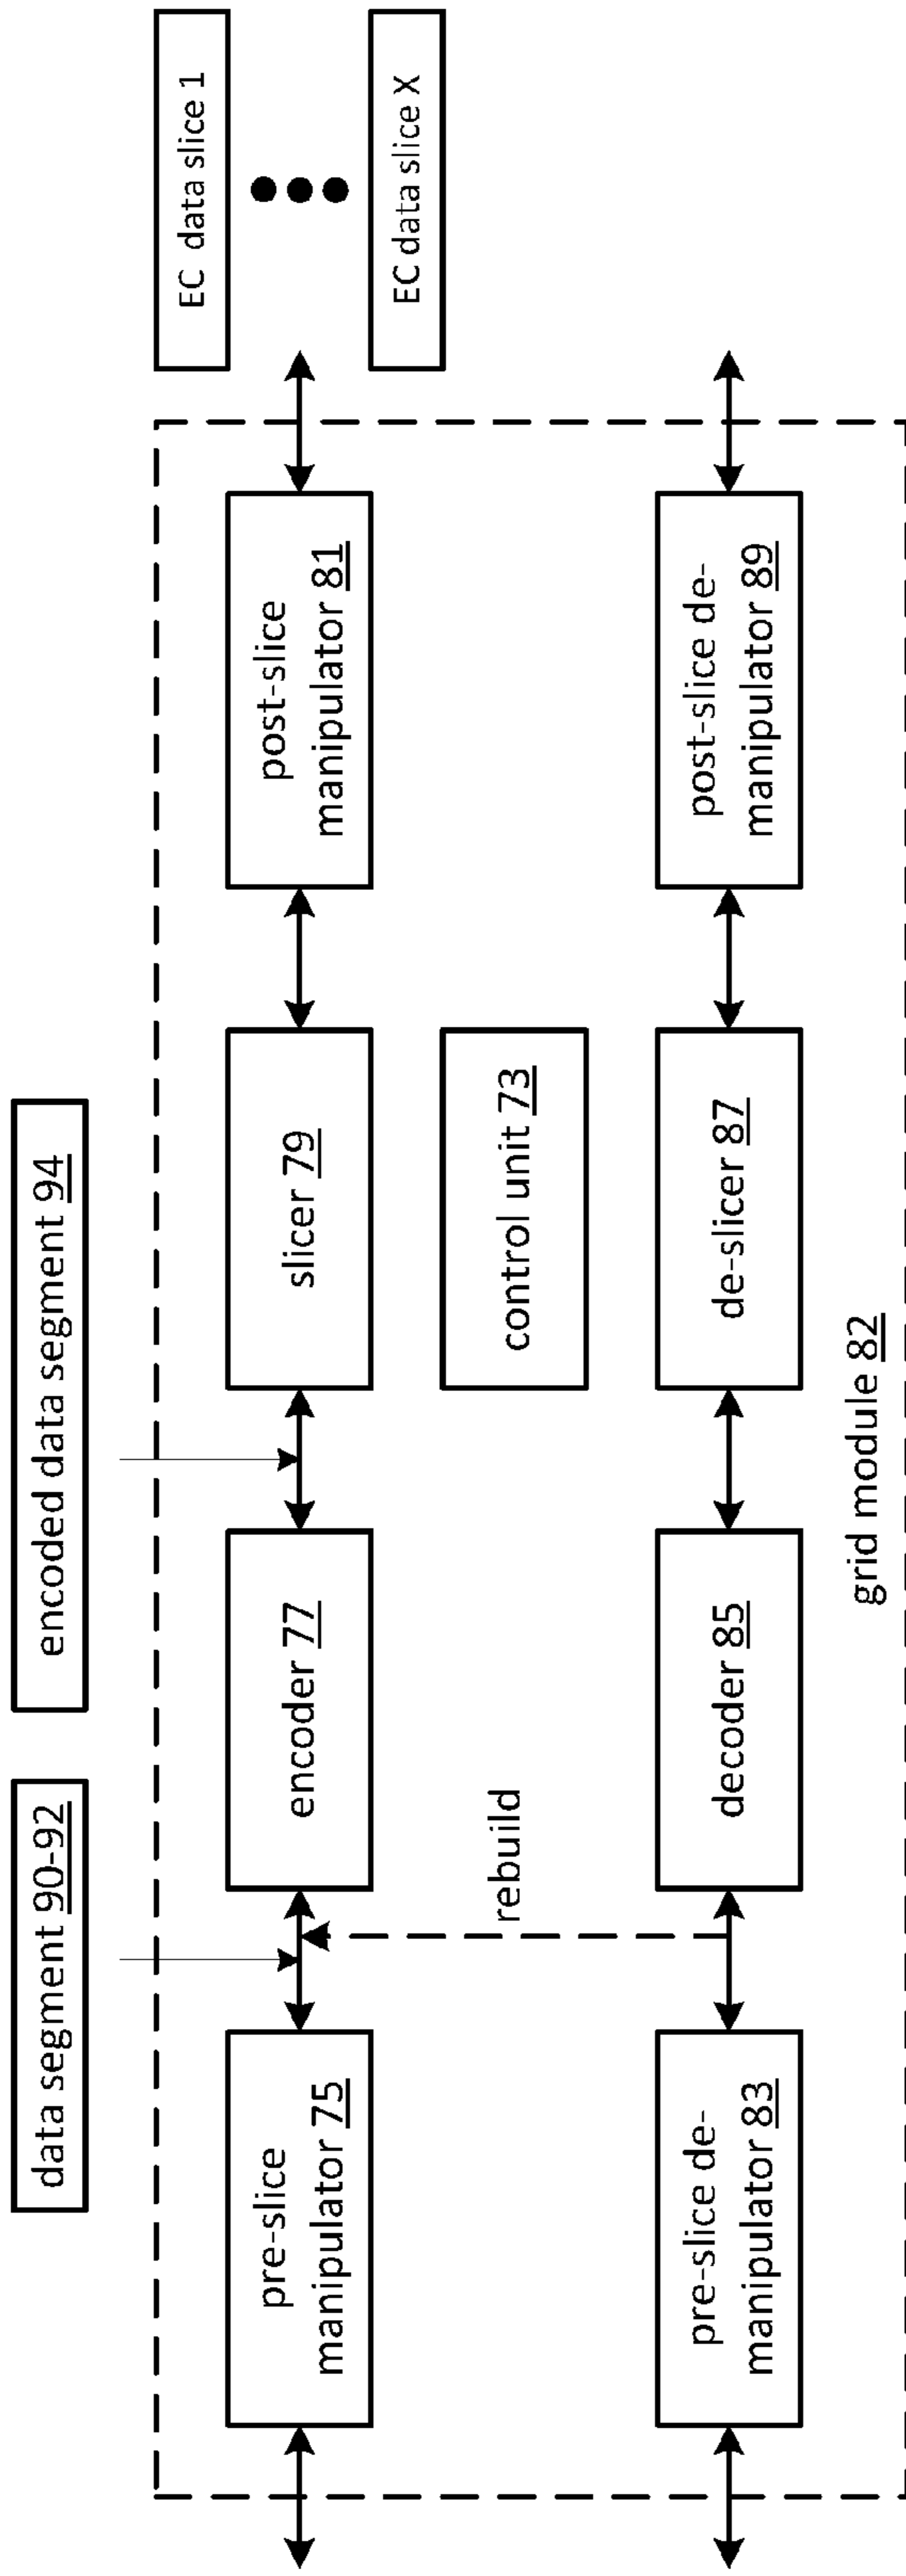 data segment 90-92
encoded data segment 94
EC data slice 1
EC data slice X
pre-slice
manipulator 75
encoder 77
slicer 79
post-slice
manipulator 81
rebuild
control unit 73
pre-slice de-
manipulator 83
decoder 85
de-slicer 87
post-slice de-
manipulator 89
grid module 82